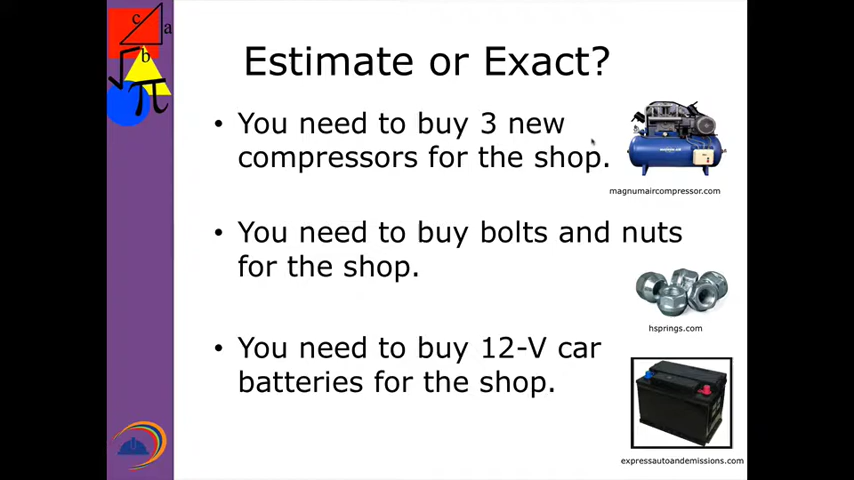 c
a
b
√π
Estimate or Exact?
• You need to buy 3 new
compressors for the shop.
magnumaircompressor.com
• You need to buy bolts and nuts
for the shop.
hsprings.com
• You need to buy 12-V car
batteries for the shop.
expressautoandemissions.com